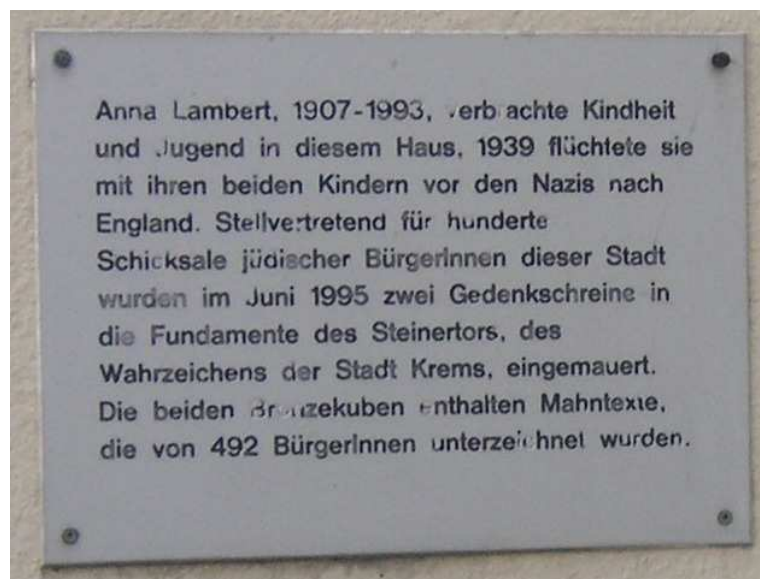 Anna Lambert, 1907-1993, verbrachte Kindheit
und Jugend in diesem Haus, 1939 flüchtete sie
mit ihren beiden Kindern vor den Nazis nach
England. Stellvertretend für hunderte
Schicksale jüdischer BürgerInnen dieser Stadt
wurden im Juni 1995 zwei Gedenkschreine in
die Fundamente des Steinertors, des
Wahrzeichens der Stadt Krems, eingemauert.
Die beiden Bronzekuben enthalten Mahntexte,
die von 492 BürgerInnen unterzeichnet wurden.